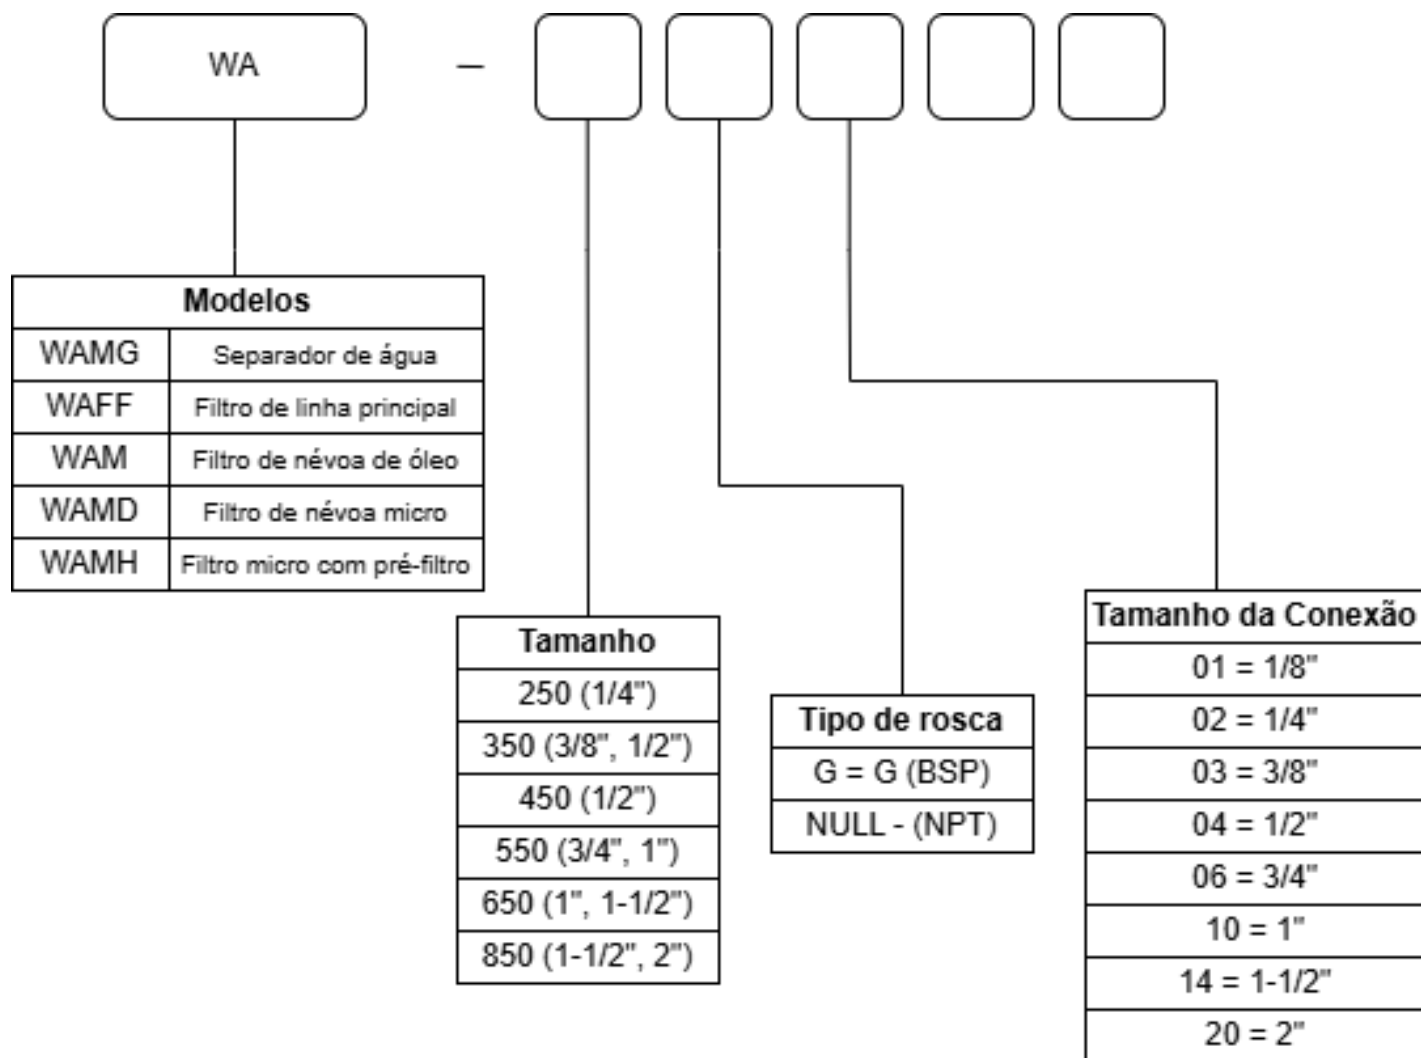 WA –
Modelos
WAMG Separador de água
WAFF Filtro de linha principal
WAM Filtro de névoa de óleo
WAMD Filtro de névoa micro
WAMH Filtro micro com pré-filtro
Tamanho
250 (1/4")
350 (3/8", 1/2")
450 (1/2")
550 (3/4", 1")
650 (1", 1-1/2")
850 (1-1/2", 2")
Tipo de rosca
G = G (BSP)
NULL - (NPT)
Tamanho da Conexão
01 = 1/8"
02 = 1/4"
03 = 3/8"
04 = 1/2"
06 = 3/4"
10 = 1"
14 = 1-1/2"
20 = 2"